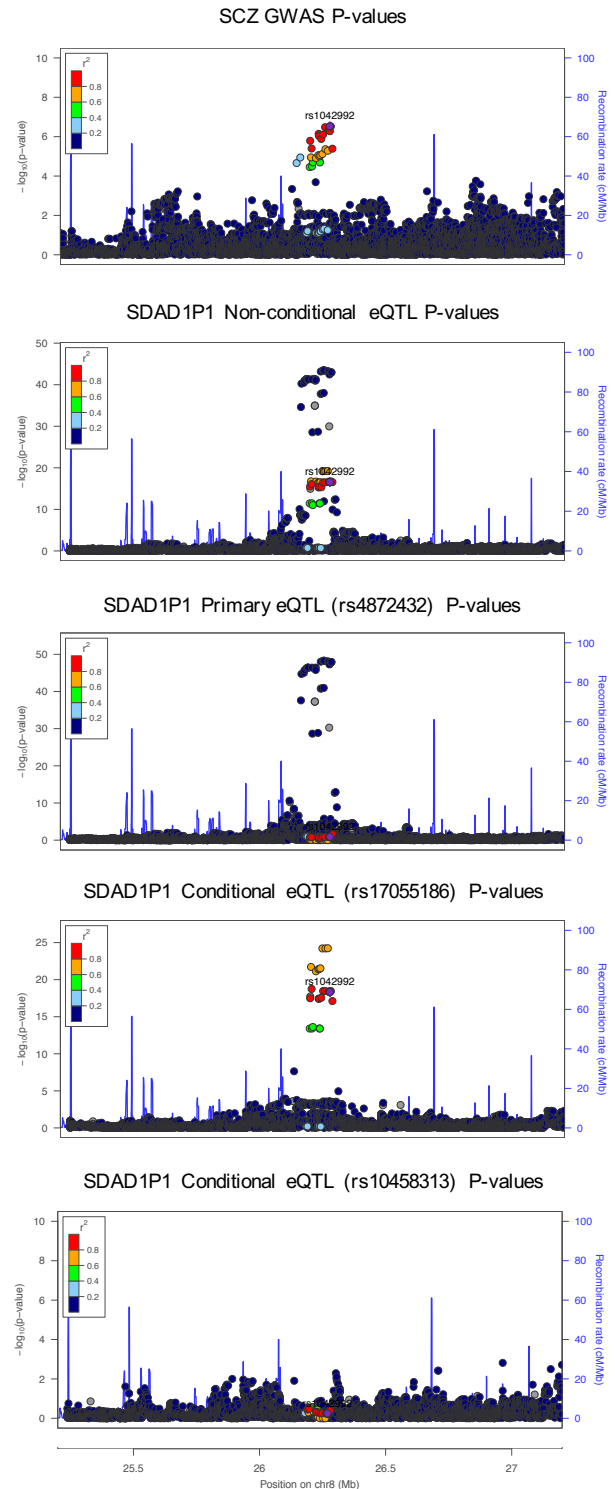 SCZ GWAS P-values
r²
0.8
0.6
0.4
0.2
rs1042992
10
8
6
4
2
0
− log10(p−value)
100
80
60
40
20
0
Recombination rate (cM/Mb)
SDAD1P1 Non-conditional eQTL P-values
r²
0.8
0.6
0.4
0.2
rs1042992
50
40
30
20
10
0
− log10(p−value)
100
80
60
40
20
0
Recombination rate (cM/Mb)
SDAD1P1 Primary eQTL (rs4872432) P-values
r²
0.8
0.6
0.4
0.2
rs1042992
50
40
30
20
10
0
− log10(p−value)
100
80
60
40
20
0
Recombination rate (cM/Mb)
SDAD1P1 Conditional eQTL (rs17055186) P-values
r²
0.8
0.6
0.4
0.2
rs1042992
25
20
15
10
5
0
− log10(p−value)
100
80
60
40
20
0
Recombination rate (cM/Mb)
SDAD1P1 Conditional eQTL (rs10458313) P-values
r²
0.8
0.6
0.4
0.2
rs1042992
10
8
6
4
2
0
− log10(p−value)
100
80
60
40
20
0
Recombination rate (cM/Mb)
25.5 26 26.5 27
Position on chr8 (Mb)